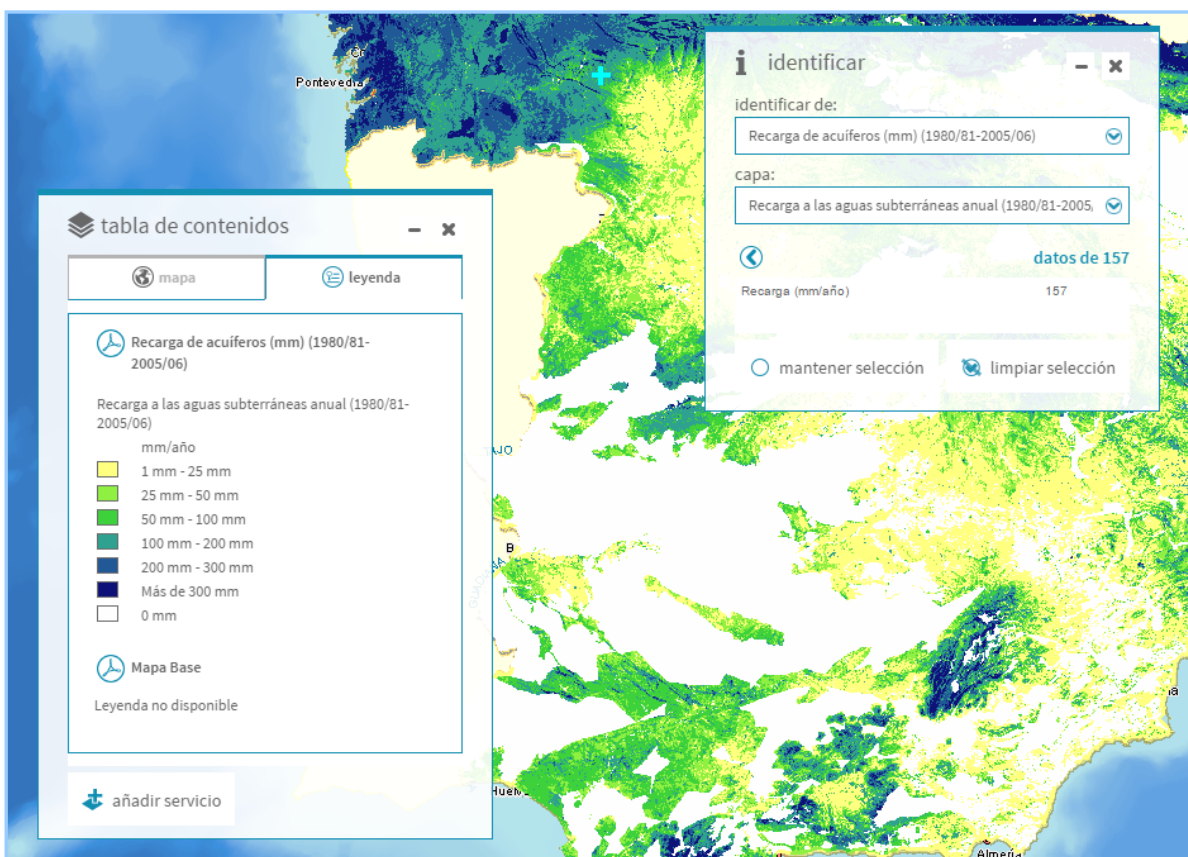 Co
Pontevedra
i identificar
identificar de:
Recarga de acuíferos (mm) (1980/81-2005/06)
capa:
Recarga a las aguas subterráneas anual (1980/81-2005,
datos de 157
Recarga (mm/año) 157
mantener selección
limpiar selección
tabla de contenidos
mapa
leyenda
Recarga de acuíferos (mm) (1980/81-
2005/06)
Recarga a las aguas subterráneas anual (1980/81-
2005/06)
mm/año
1 mm - 25 mm
25 mm - 50 mm
50 mm - 100 mm
100 mm - 200 mm
200 mm - 300 mm
Más de 300 mm
0 mm
Mapa Base
Leyenda no disponible
añadir servicio
TAJO
B
GUADIANA
Almería